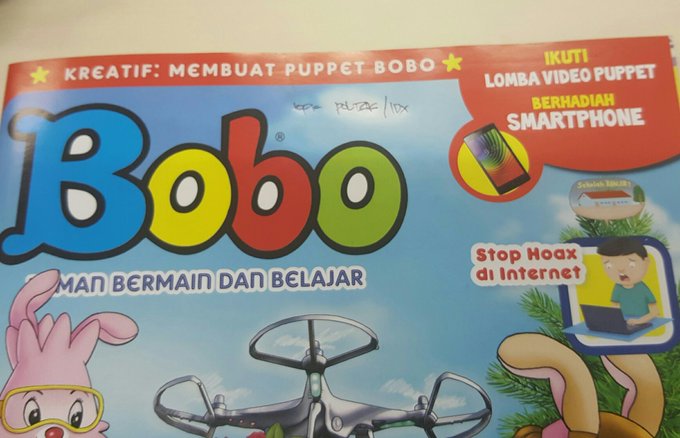 KREATIF: MEMBUAT PUPPET BOBO
IKUTI
LOMBA VIDEO PUPPET
BERHADIAH
SMARTPHONE
Bobo®
MAN BERMAIN DAN BELAJAR
Stop Hoax
di Internet